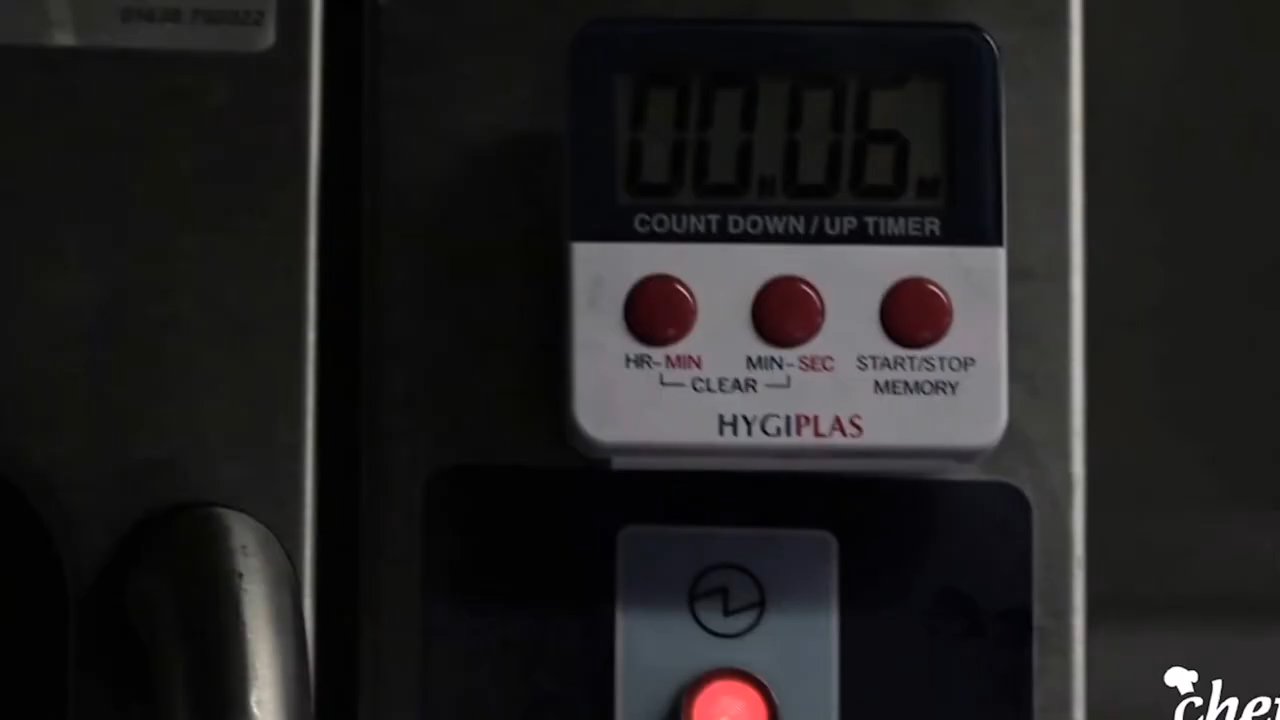 00.06.
COUNT DOWN / UP TIMER
HR-MIN MIN-SEC START/STOP
CLEAR MEMORY
HYGIPLAS